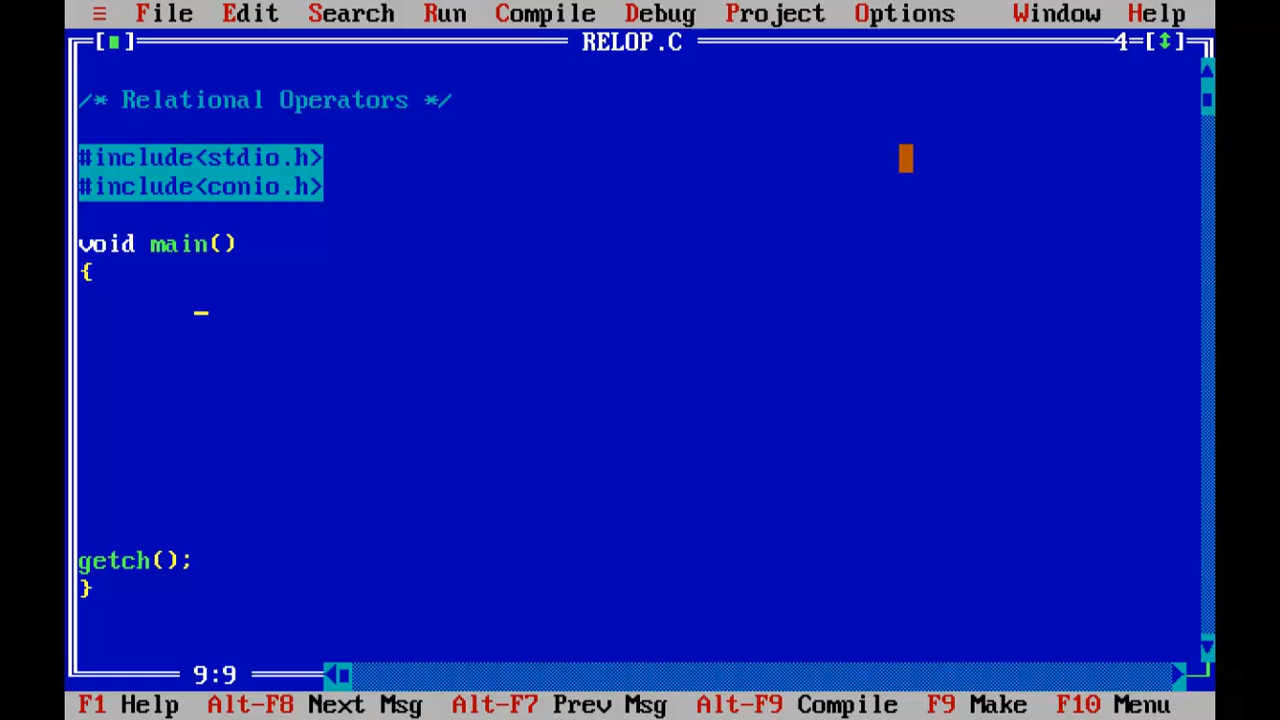 ≡ File Edit Search Run Compile Debug Project Options Window Help
[■] RELOP.C 4=[↕]
/* Relational Operators */
#include<stdio.h>
#include<conio.h>
void main()
{
getch();
}
9:9
F1 Help Alt-F8 Next Msg Alt-F7 Prev Msg Alt-F9 Compile F9 Make F10 Menu